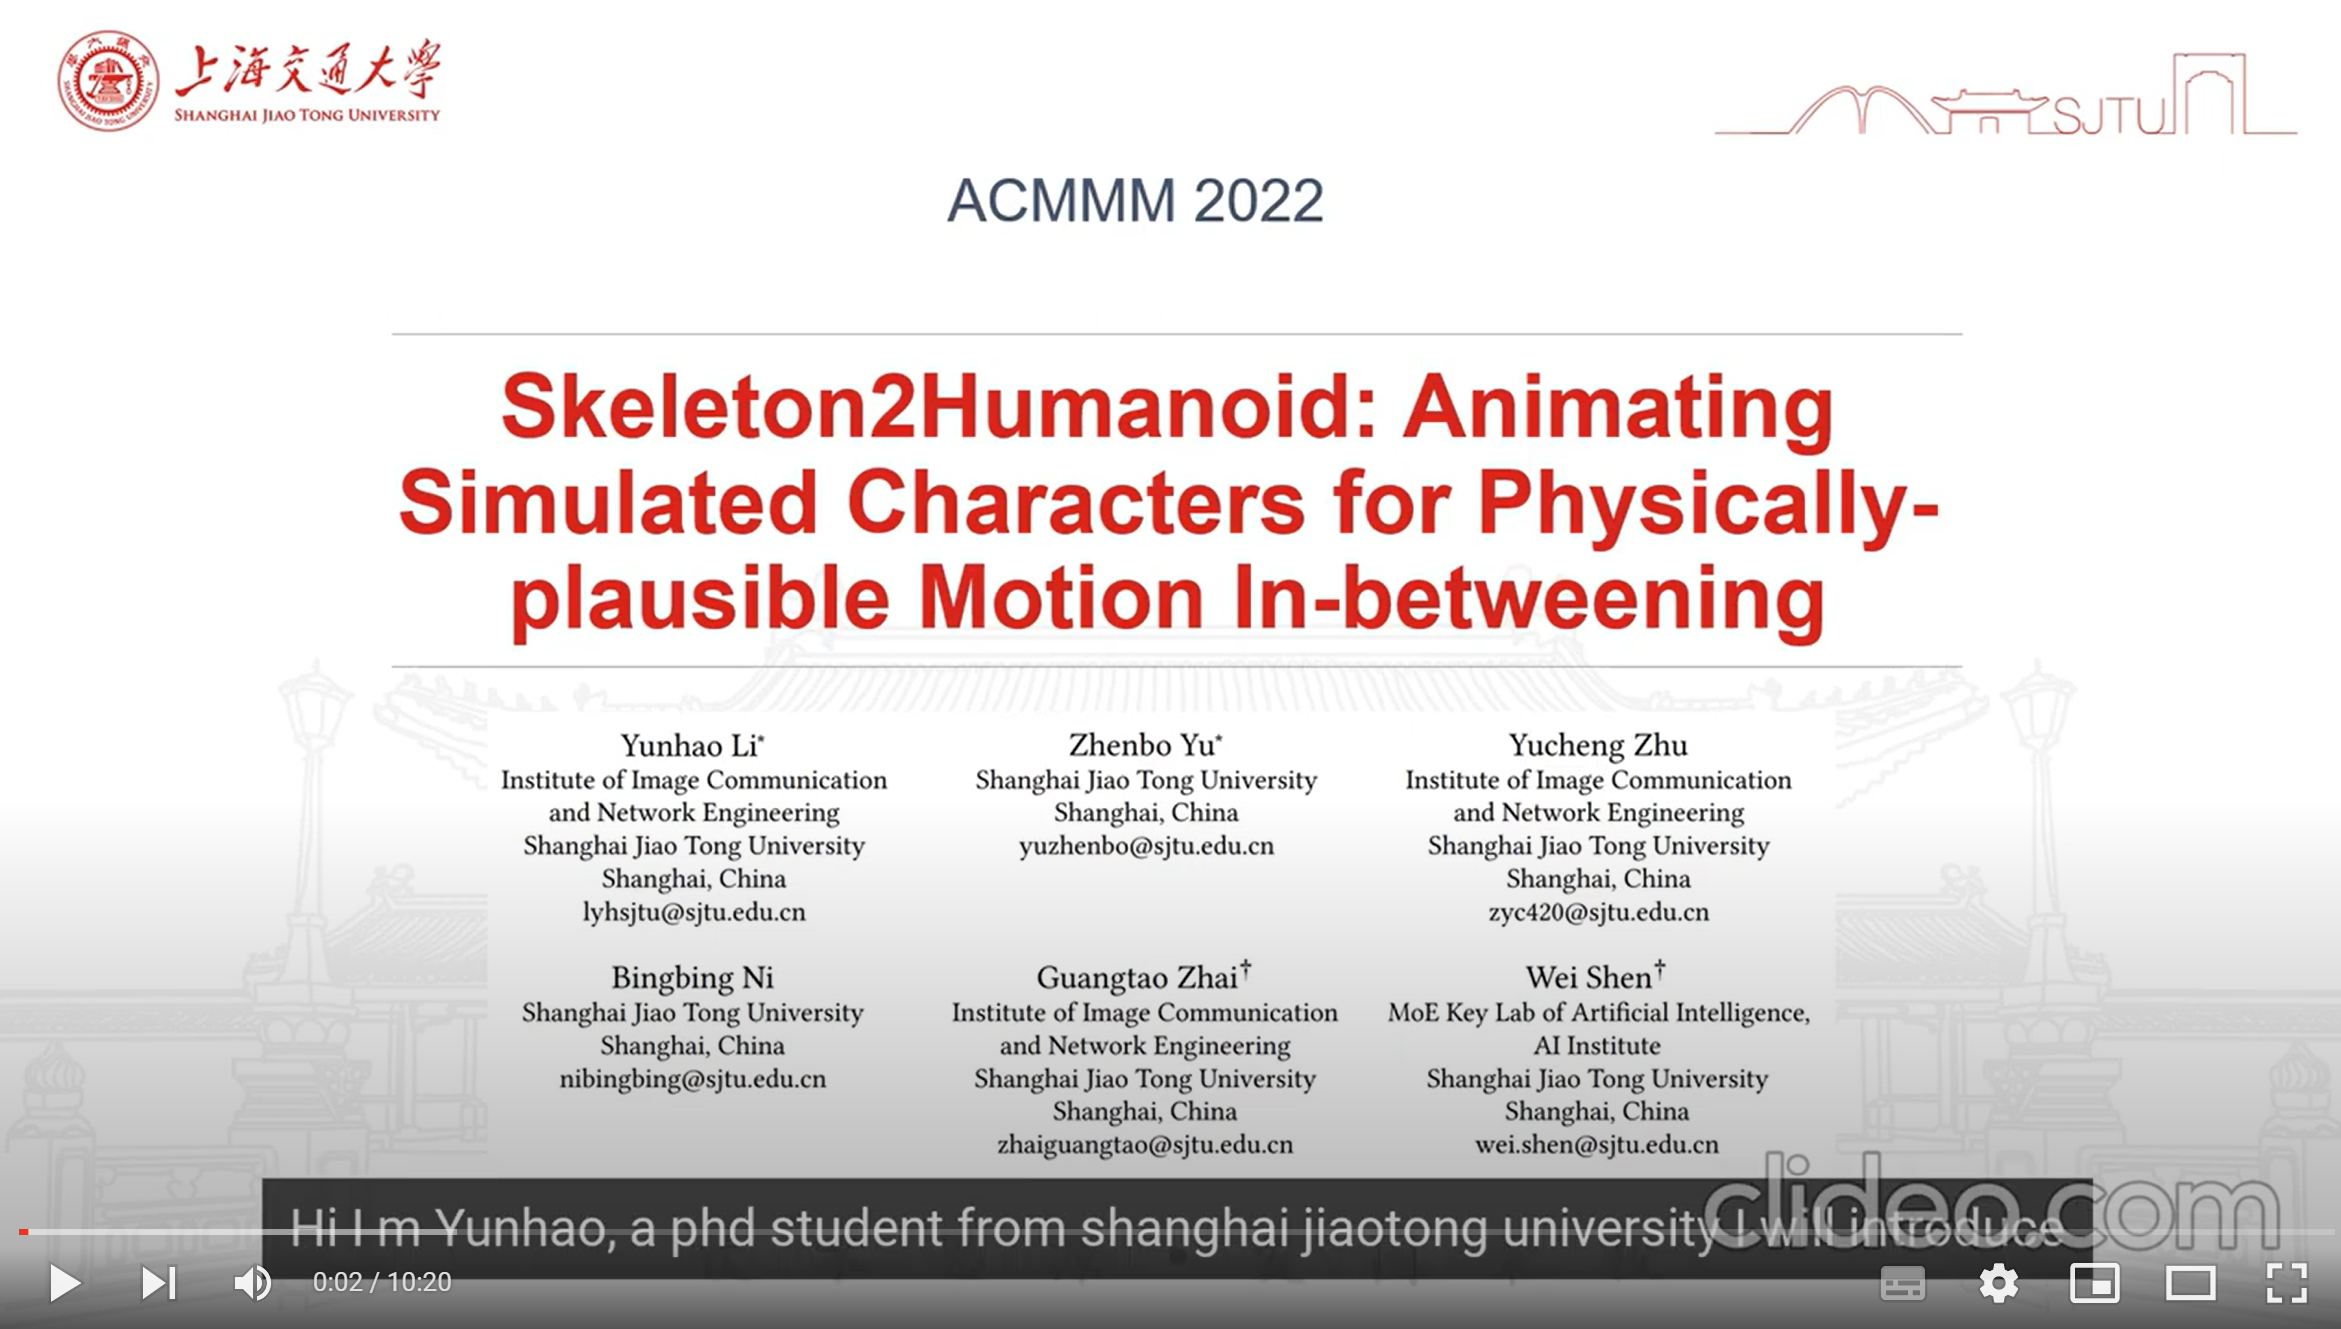 上海交通大学
SHANGHAI JIAO TONG UNIVERSITY
SJTU
ACMMM 2022
Skeleton2Humanoid: Animating
Simulated Characters for Physically-
plausible Motion In-betweening
Yunhao Li*
Institute of Image Communication
and Network Engineering
Shanghai Jiao Tong University
Shanghai, China
lyhsjtu@sjtu.edu.cn
Zhenbo Yu*
Shanghai Jiao Tong University
Shanghai, China
yuzhenbo@sjtu.edu.cn
Yucheng Zhu
Institute of Image Communication
and Network Engineering
Shanghai Jiao Tong University
Shanghai, China
zyc420@sjtu.edu.cn
Bingbing Ni
Shanghai Jiao Tong University
Shanghai, China
nibingbing@sjtu.edu.cn
Guangtao Zhai†
Institute of Image Communication
and Network Engineering
Shanghai Jiao Tong University
Shanghai, China
zhaiguangtao@sjtu.edu.cn
Wei Shen†
MoE Key Lab of Artificial Intelligence,
AI Institute
Shanghai Jiao Tong University
Shanghai, China
wei.shen@sjtu.edu.cn
clideo.com
Hi I m Yunhao, a phd student from shanghai jiaotong university I will introduce
0:02 / 10:20